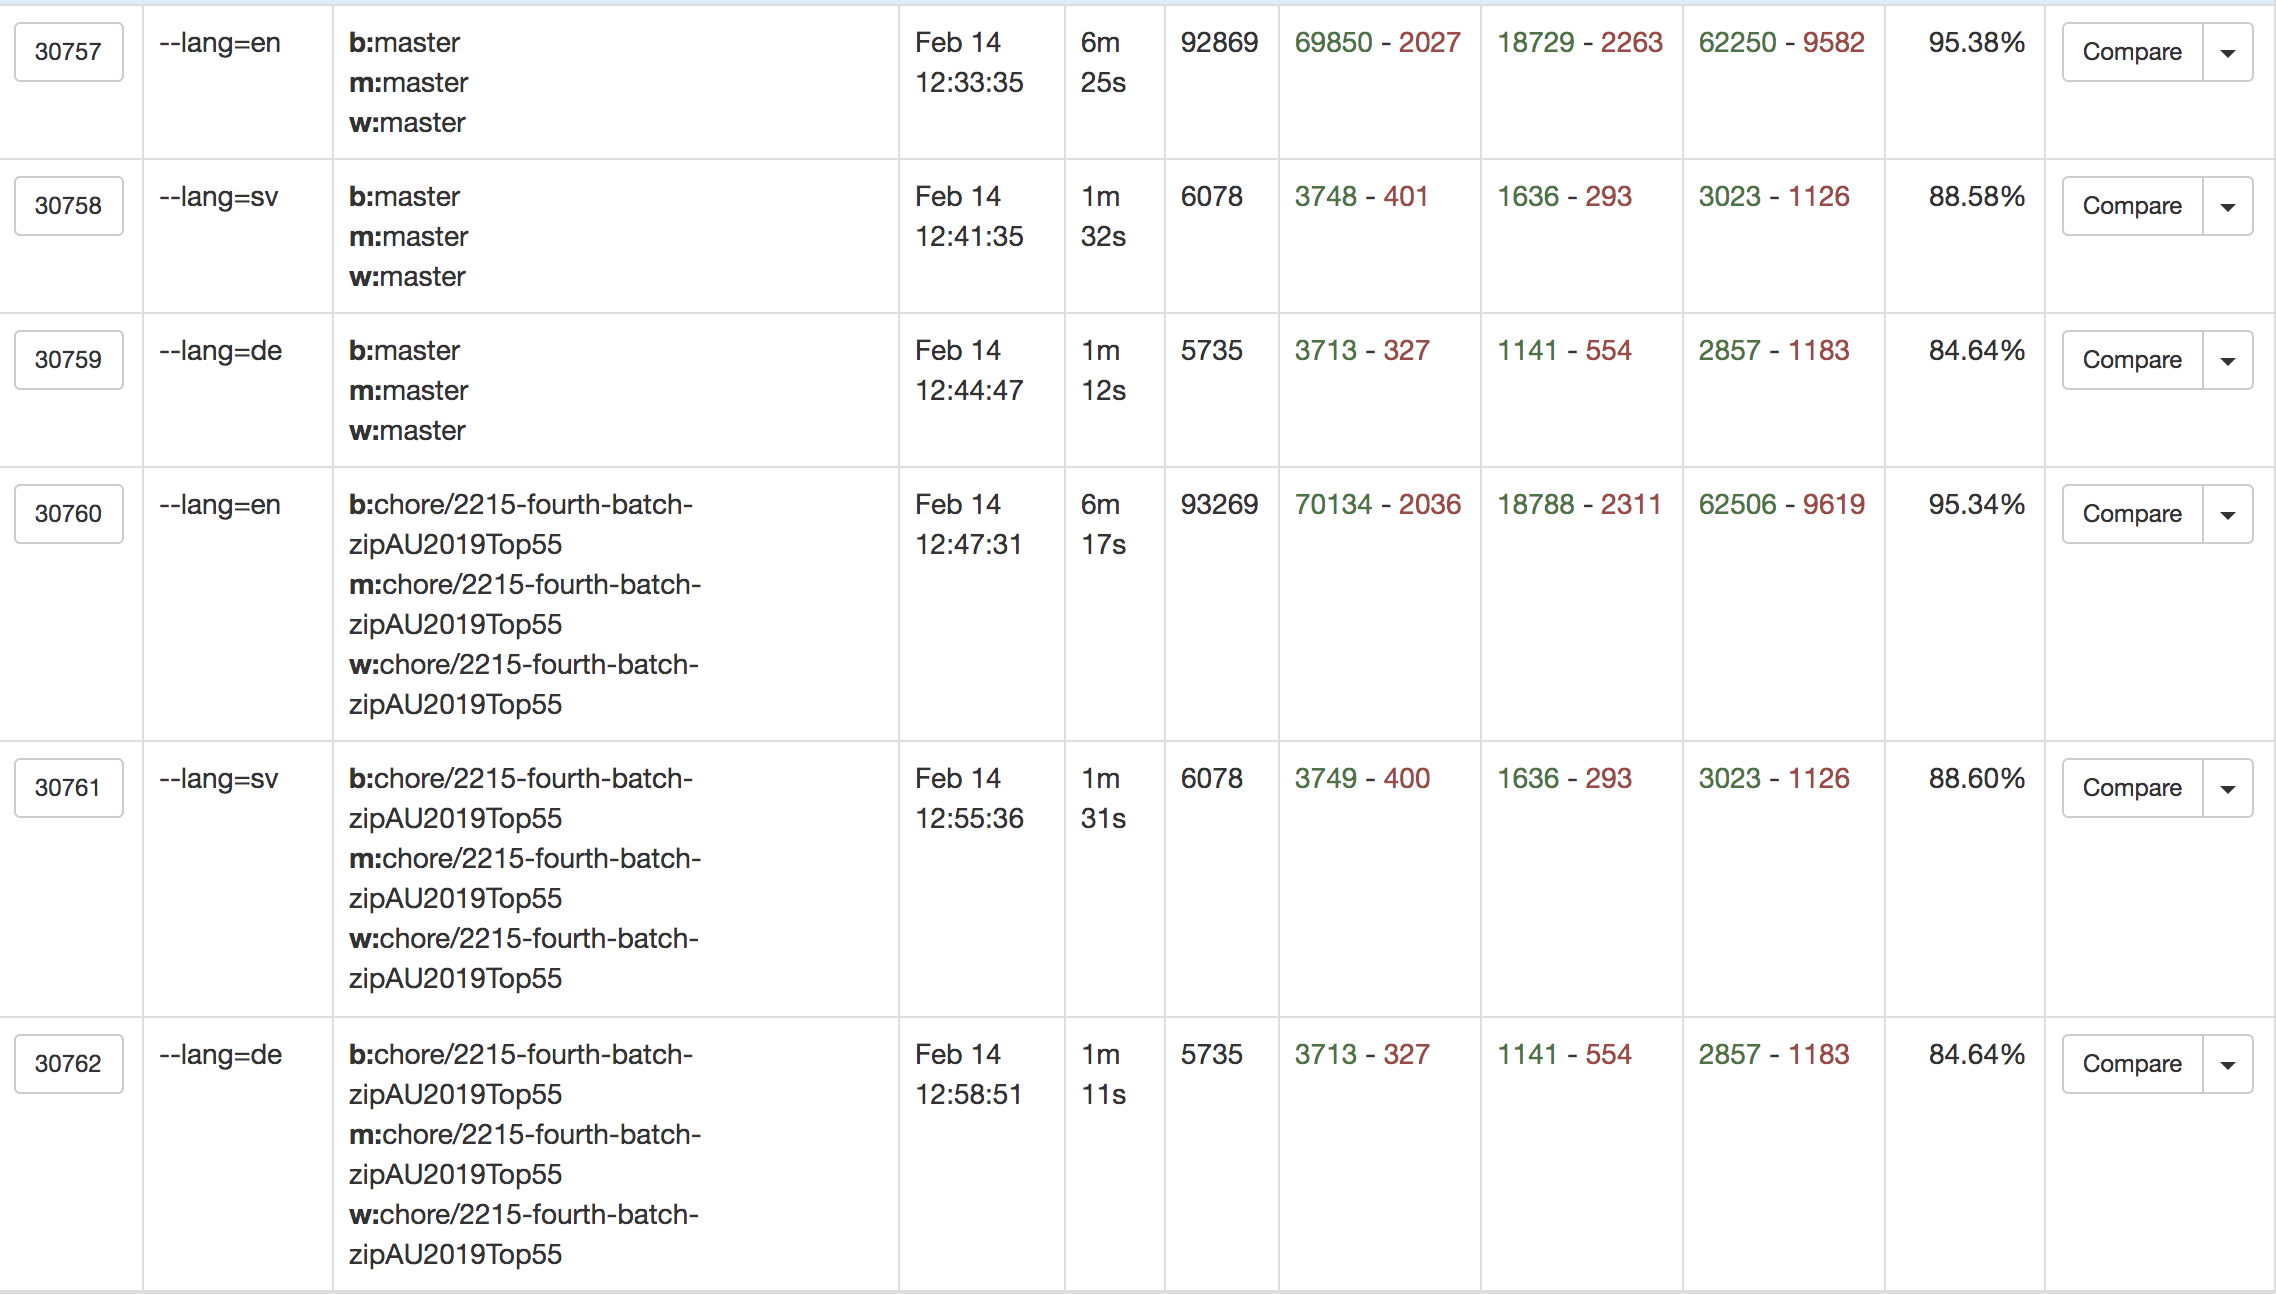 30757 --lang=en b:master Feb 14 6m 92869 69850 - 2027 18729 - 2263 62250 - 9582 95.38% Compare
m:master 12:33:35 25s
w:master
30758 --lang=sv b:master Feb 14 1m 6078 3748 - 401 1636 - 293 3023 - 1126 88.58% Compare
m:master 12:41:35 32s
w:master
30759 --lang=de b:master Feb 14 1m 5735 3713 - 327 1141 - 554 2857 - 1183 84.64% Compare
m:master 12:44:47 12s
w:master
30760 --lang=en b:chore/2215-fourth-batch- Feb 14 6m 93269 70134 - 2036 18788 - 2311 62506 - 9619 95.34% Compare
zipAU2019Top55 12:47:31 17s
m:chore/2215-fourth-batch-
zipAU2019Top55
w:chore/2215-fourth-batch-
zipAU2019Top55
30761 --lang=sv b:chore/2215-fourth-batch- Feb 14 1m 6078 3749 - 400 1636 - 293 3023 - 1126 88.60% Compare
zipAU2019Top55 12:55:36 31s
m:chore/2215-fourth-batch-
zipAU2019Top55
w:chore/2215-fourth-batch-
zipAU2019Top55
30762 --lang=de b:chore/2215-fourth-batch- Feb 14 1m 5735 3713 - 327 1141 - 554 2857 - 1183 84.64% Compare
zipAU2019Top55 12:58:51 11s
m:chore/2215-fourth-batch-
zipAU2019Top55
w:chore/2215-fourth-batch-
zipAU2019Top55